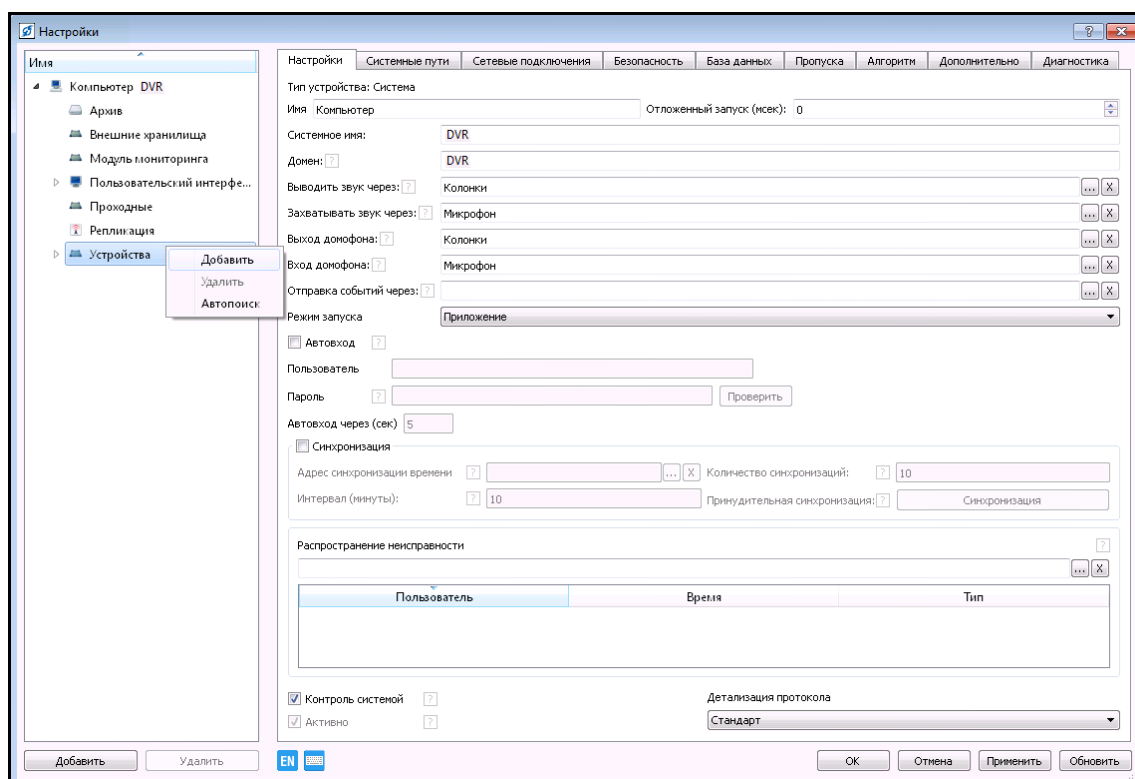 Настройки
Имя
Компьютер DVR
Архив
Внешние хранилища
Модуль мониторинга
Пользовательский интерфе...
Проходные
Репликация
Устройства
Добавить
Удалить
Автопоиск
Настройки Системные пути Сетевые подключения Безопасность База данных Пропуска Алгоритм Дополнительно Диагностика
Тип устройства: Система
Имя Компьютер Отложенный запуск (мсек): 0
Системное имя: DVR
Домен: ? DVR
Выводить звук через: ? Колонки ... X
Захватывать звук через: ? Микрофон ... X
Выход домофона: ? Колонки ... X
Вход домофона: ? Микрофон ... X
Отправка событий через: ? ... X
Режим запуска Приложение
Автовход ?
Пользователь
Пароль ? Проверить
Автовход через (сек) 5
Синхронизация
Адрес синхронизации времени ? ... X Количество синхронизаций: ? 10
Интервал (минуты): ? 10 Принудительная синхронизация: ? Синхронизация
Распространение неисправности ?
... X
Пользователь Время Тип
Контроль системой ? Детализация протокола
Активно ? Стандарт
Добавить Удалить EN OK Отмена Применить Обновить